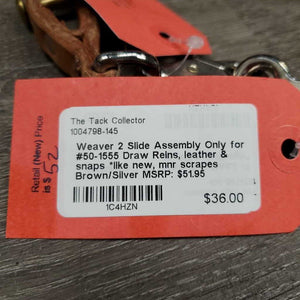 The Tack Collector
1004798-145
Weaver 2 Slide Assembly Only for
#50-1555 Draw Reins, leather &
snaps *like new, mnr scrapes
Brown/Silver MSRP: $51.95
$36.00
1C4HZN
Retail (New) Price
is $ 52